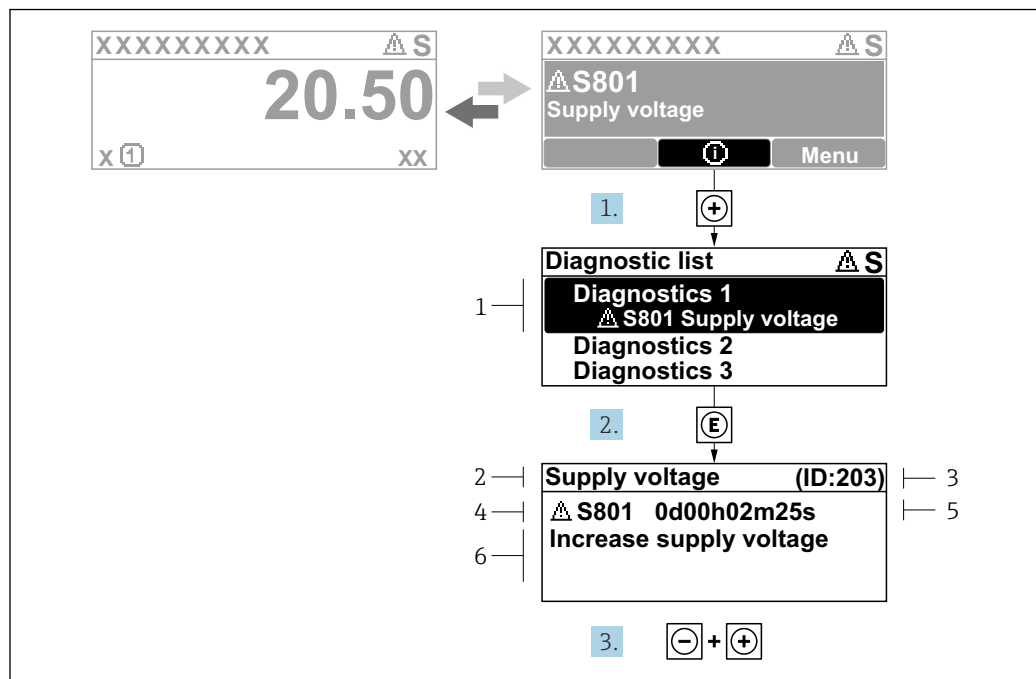 XXXXXXXXX ⚠ S
20.50
x ① xx
XXXXXXXXX ⚠ S
⚠S801
Supply voltage
ⓘ Menu
1. +
Diagnostic list ⚠ S
1
Diagnostics 1
⚠ S801 Supply voltage
Diagnostics 2
Diagnostics 3
2. E
2 Supply voltage (ID:203) 3
4 ⚠ S801 0d00h02m25s 5
6 Increase supply voltage
3. − + +